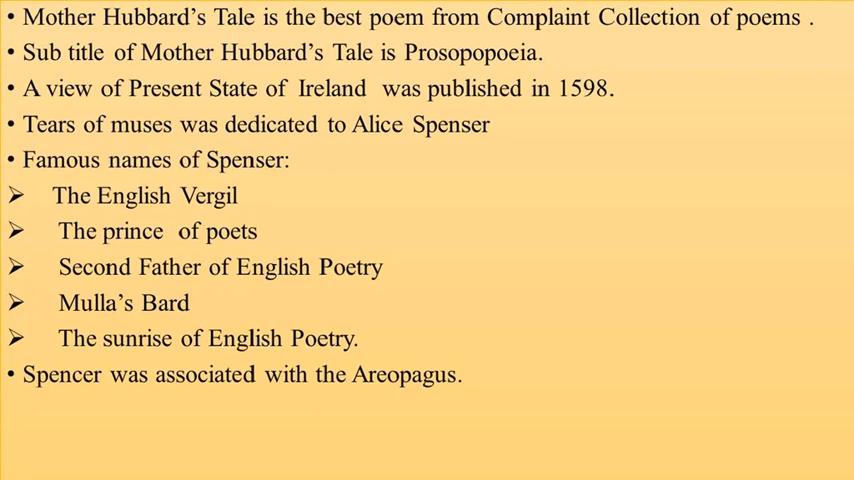 • Mother Hubbard's Tale is the best poem from Complaint Collection of poems .
• Sub title of Mother Hubbard's Tale is Prosopopoeia.
• A view of Present State of Ireland was published in 1598.
• Tears of muses was dedicated to Alice Spenser
• Famous names of Spenser:
➢ The English Vergil
➢ The prince of poets
➢ Second Father of English Poetry
➢ Mulla's Bard
➢ The sunrise of English Poetry.
• Spencer was associated with the Areopagus.